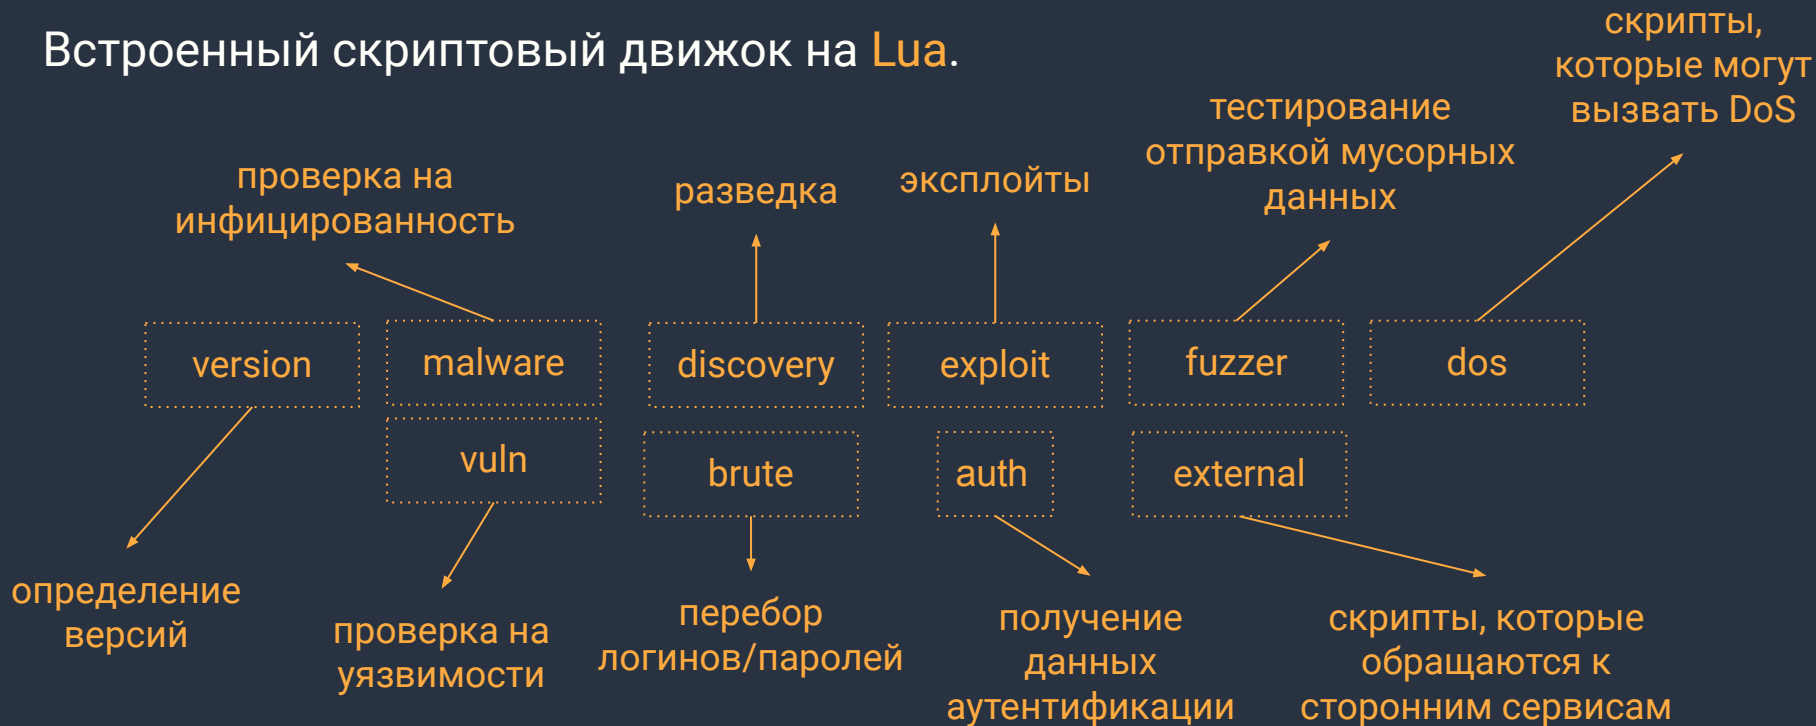 Встроенный скриптовый движок на Lua.
скрипты,
которые могут
вызвать DoS
тестирование
отправкой мусорных
данных
эксплойты
разведка
проверка на
инфицированность
version
malware
discovery
exploit
fuzzer
dos
vuln
brute
auth
external
определение
версий
проверка на
уязвимости
перебор
логинов/паролей
получение
данных
аутентификации
скрипты, которые
обращаются к
сторонним сервисам